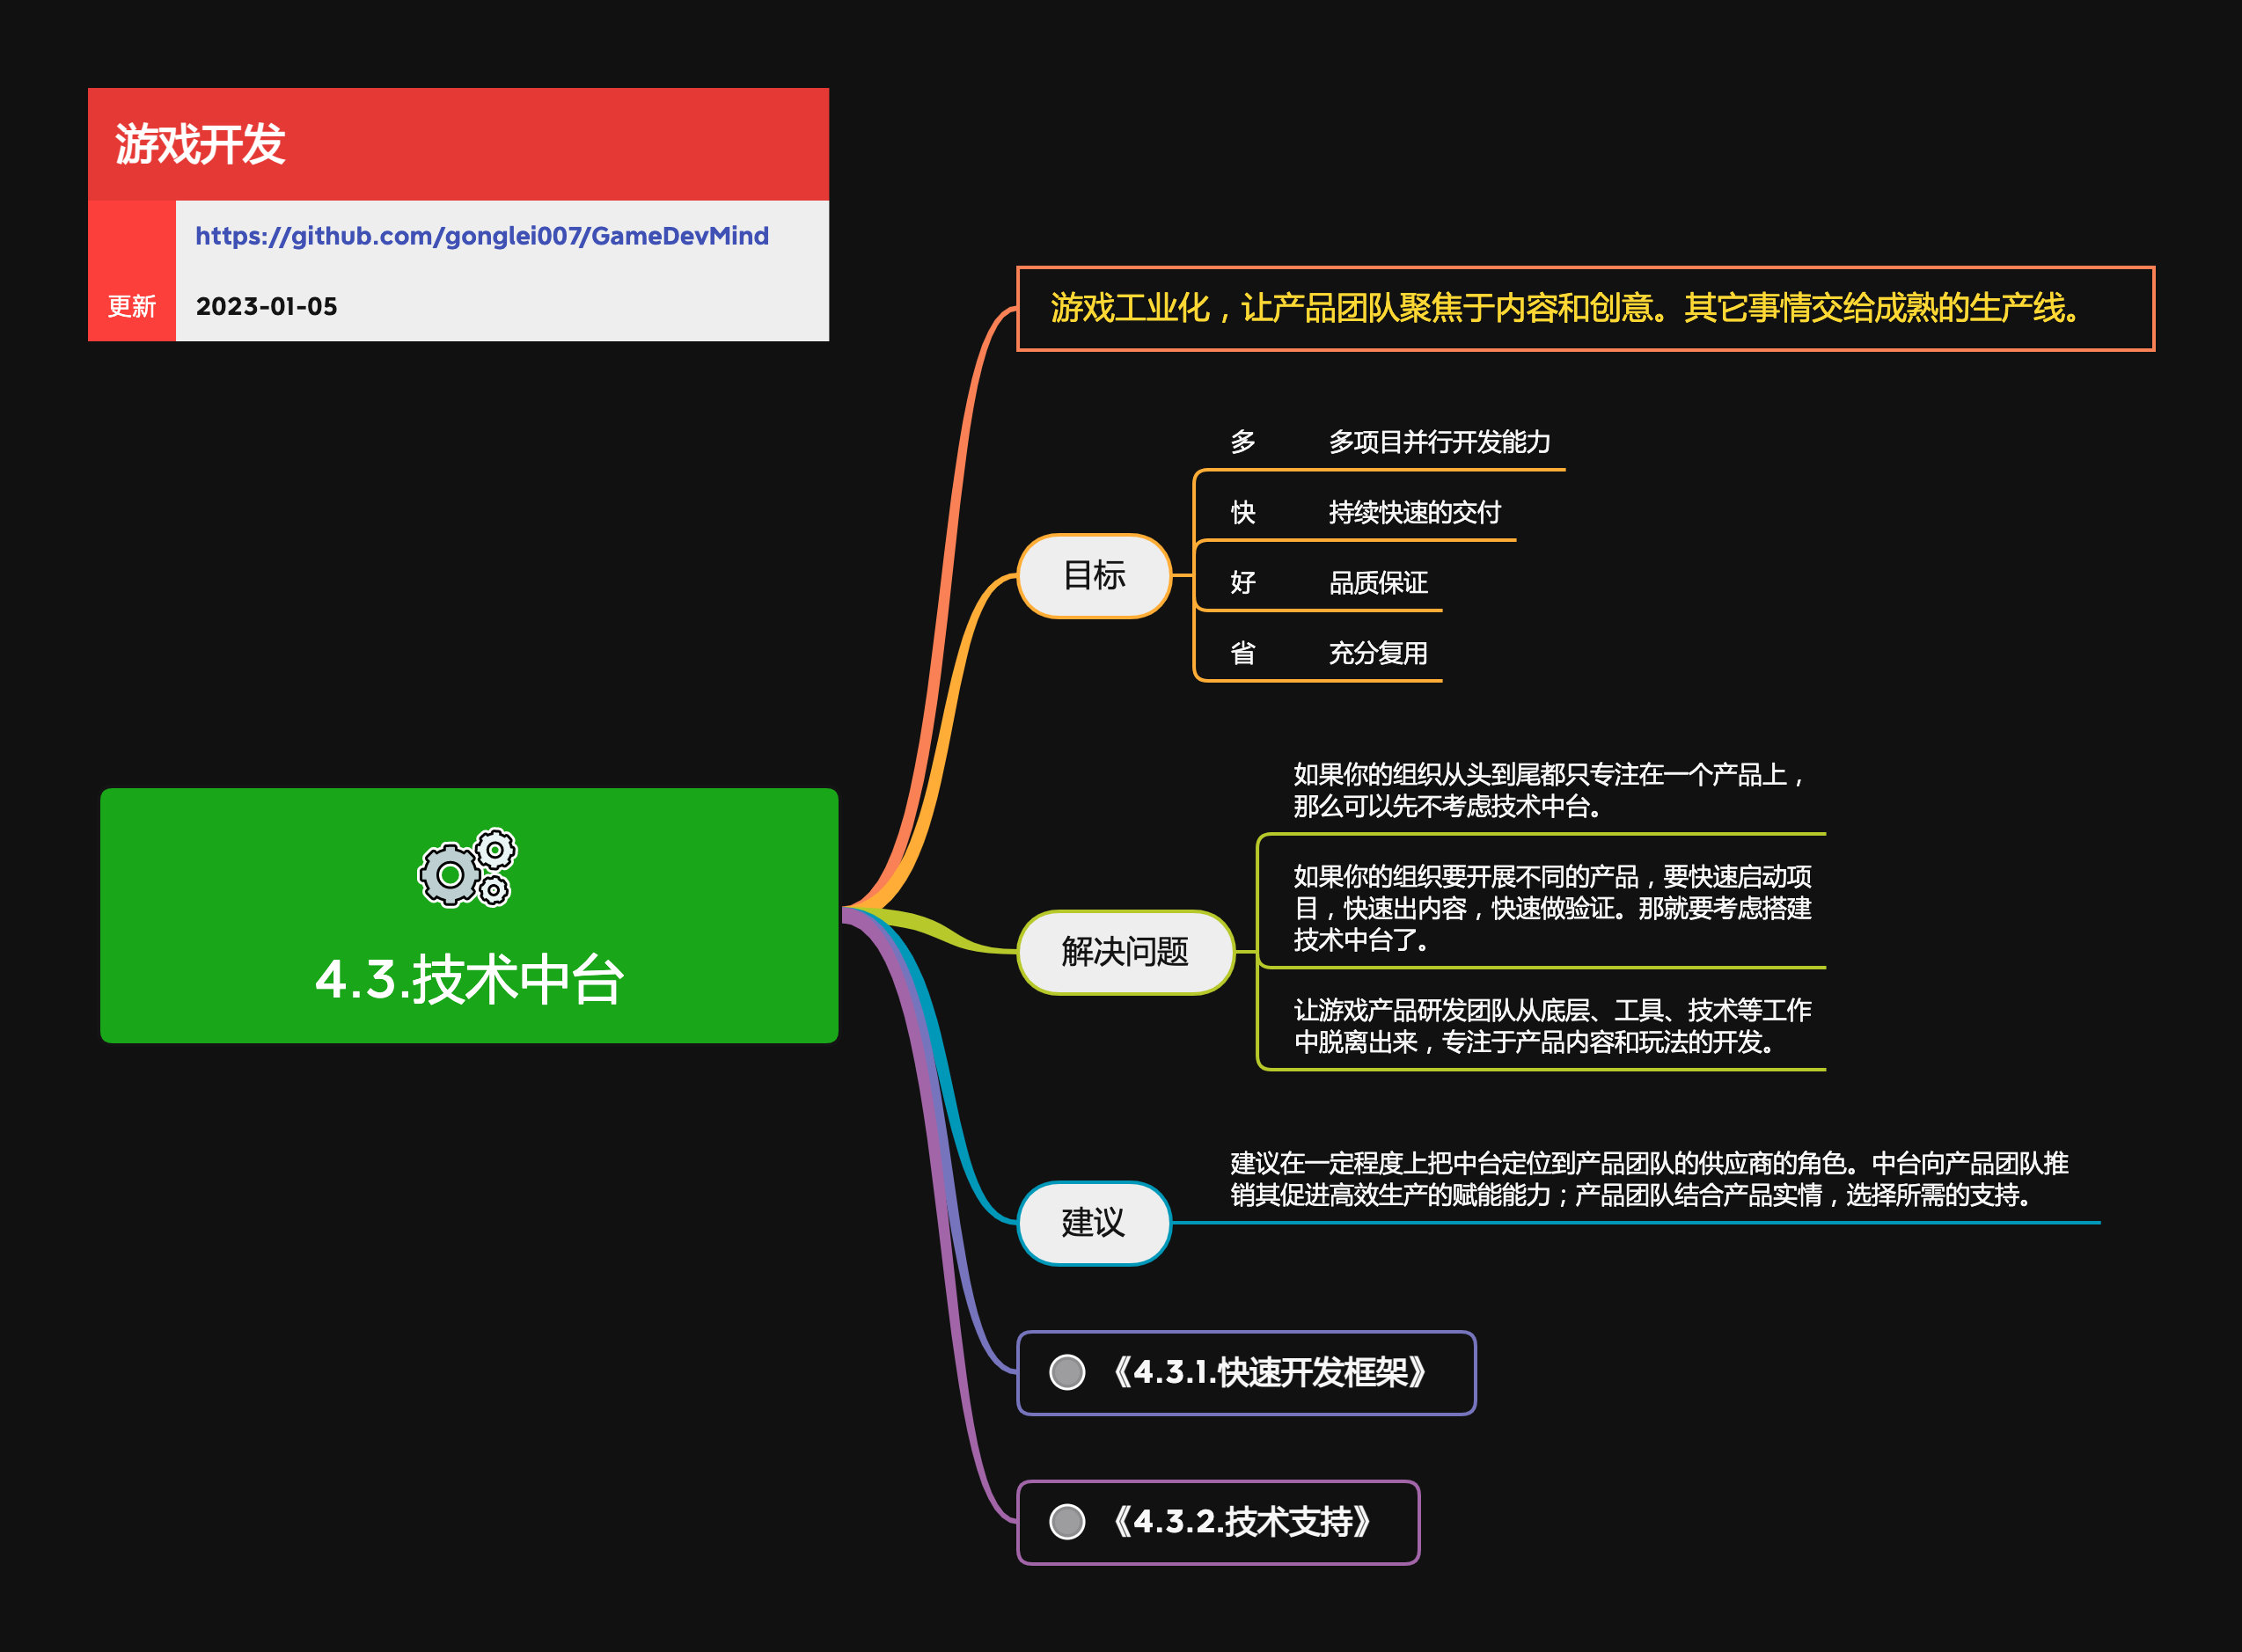 游戏开发
https://github.com/gonglei007/GameDevMind
更新 2023-01-05
4.3.技术中台
游戏工业化，让产品团队聚焦于内容和创意。其它事情交给成熟的生产线。
目标
多 多项目并行开发能力
快 持续快速的交付
好 品质保证
省 充分复用
解决问题
如果你的组织从头到尾都只专注在一个产品上，
那么可以先不考虑技术中台。
如果你的组织要开展不同的产品，要快速启动项
目，快速出内容，快速做验证。那就要考虑搭建
技术中台了。
让游戏产品研发团队从底层、工具、技术等工作
中脱离出来，专注于产品内容和玩法的开发。
建议
建议在一定程度上把中台定位到产品团队的供应商的角色。中台向产品团队推
销其促进高效生产的赋能能力；产品团队结合产品实情，选择所需的支持。
《4.3.1.快速开发框架》
《4.3.2.技术支持》